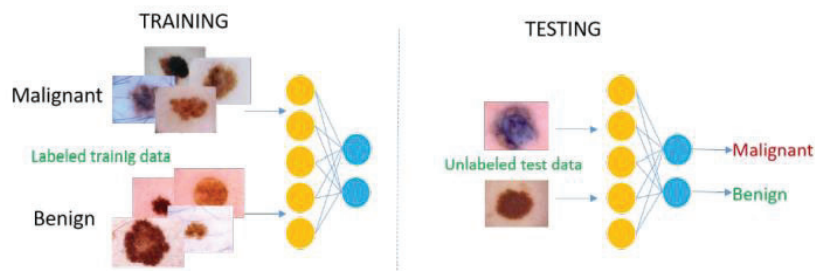 TRAINING
Malignant
Labeled trainig data
Benign
TESTING
Unlabeled test data
Malignant
Benign